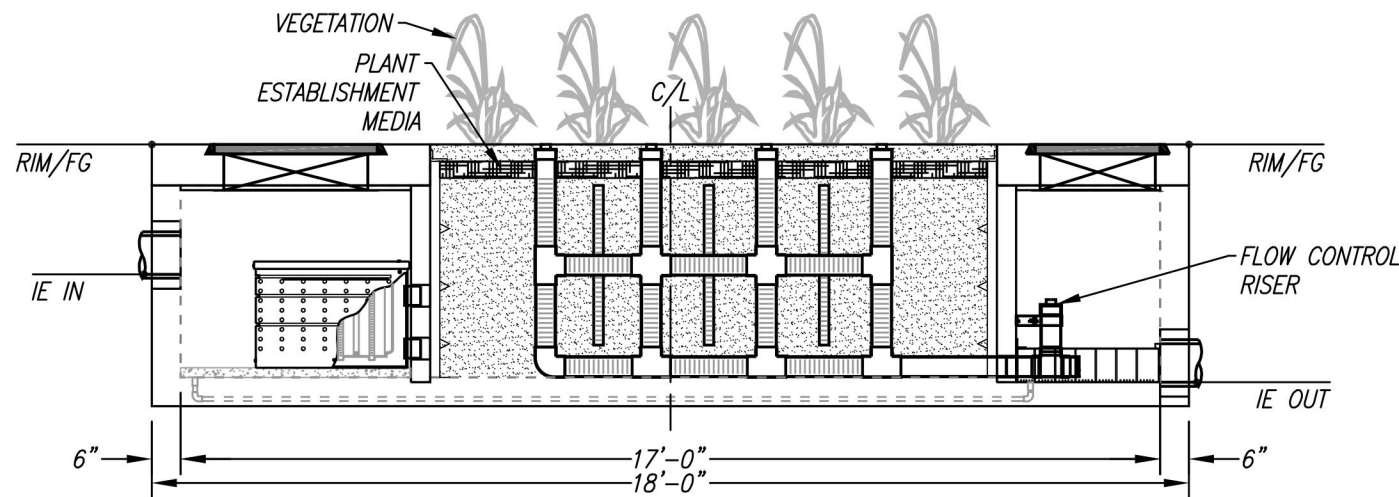 VEGETATION
PLANT
ESTABLISHMENT
MEDIA
C/L
RIM/FG
RIM/FG
IE IN
FLOW CONTROL
RISER
IE OUT
6"
17'-0"
6"
18'-0"